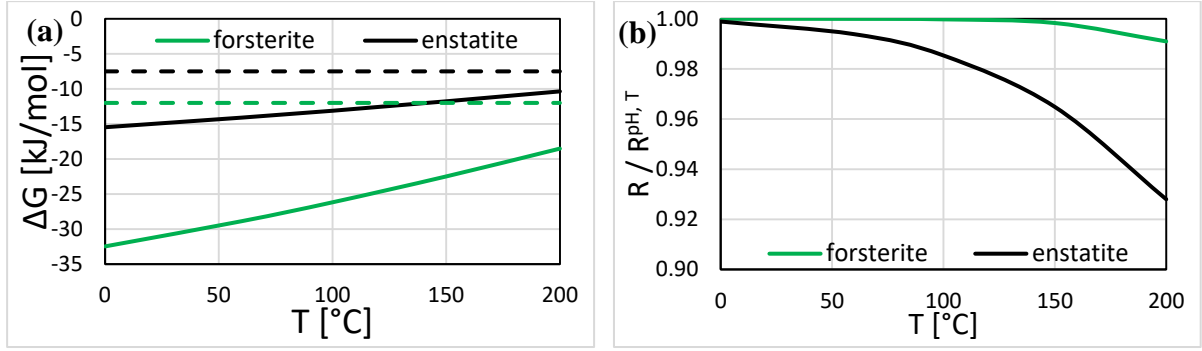 (a)
forsterite enstatite
0
-5
-10
-15
-20
-25
-30
-35
ΔG [kJ/mol]
0 50 100 150 200
T [°C]
(b)
1.00
0.98
0.96
0.94
0.92
0.90
R / R^pH, T
forsterite enstatite
0 50 100 150 200
T [°C]